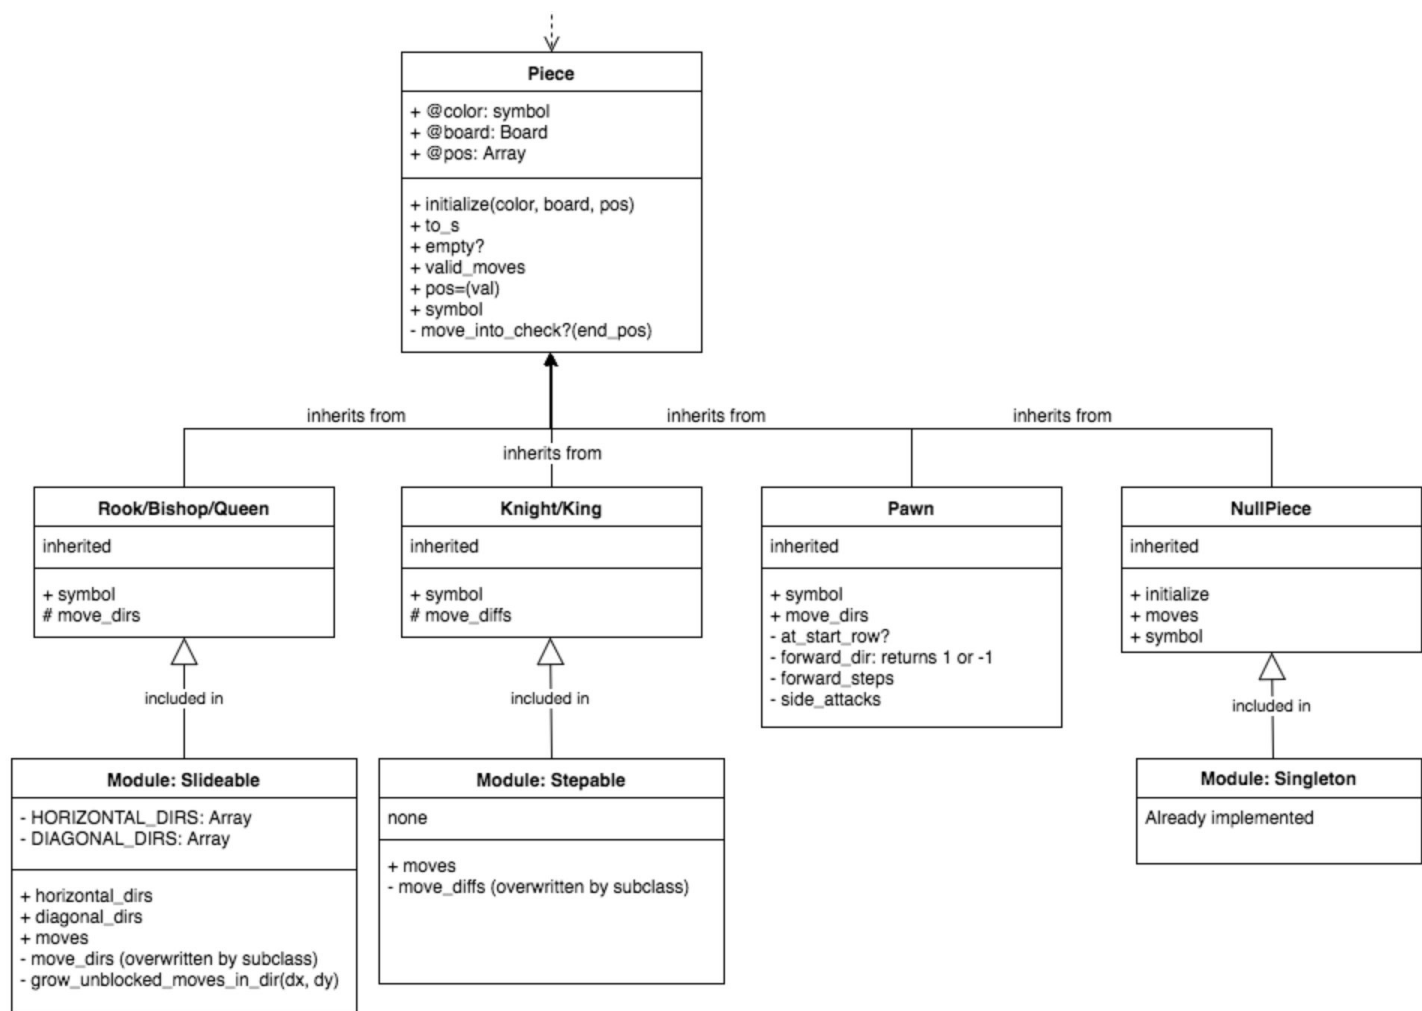 Piece
+ @color: symbol
+ @board: Board
+ @pos: Array
+ initialize(color, board, pos)
+ to_s
+ empty?
+ valid_moves
+ pos=(val)
+ symbol
- move_into_check?(end_pos)
inherits from
inherits from
inherits from
inherits from
Rook/Bishop/Queen
inherited
+ symbol
# move_dirs
Knight/King
inherited
+ symbol
# move_diffs
Pawn
inherited
+ symbol
+ move_dirs
- at_start_row?
- forward_dir: returns 1 or -1
- forward_steps
- side_attacks
NullPiece
inherited
+ initialize
+ moves
+ symbol
included in
included in
included in
Module: Slideable
- HORIZONTAL_DIRS: Array
- DIAGONAL_DIRS: Array
+ horizontal_dirs
+ diagonal_dirs
+ moves
- move_dirs (overwritten by subclass)
- grow_unblocked_moves_in_dir(dx, dy)
Module: Stepable
none
+ moves
- move_diffs (overwritten by subclass)
Module: Singleton
Already implemented